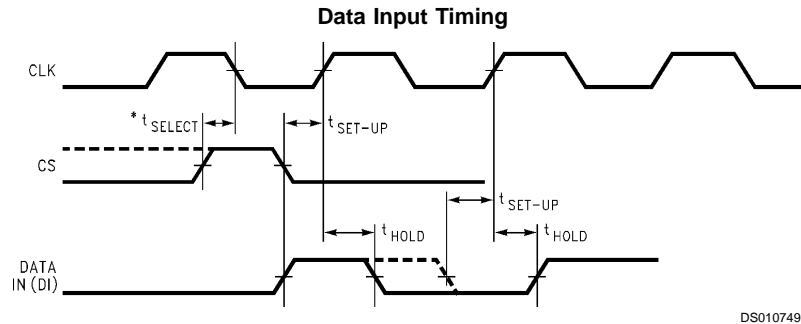 Data Input Timing
CLK
* tSELECT
tSET-UP
CS
tSET-UP
tHOLD
tHOLD
DATA
IN (DI)
DS010749